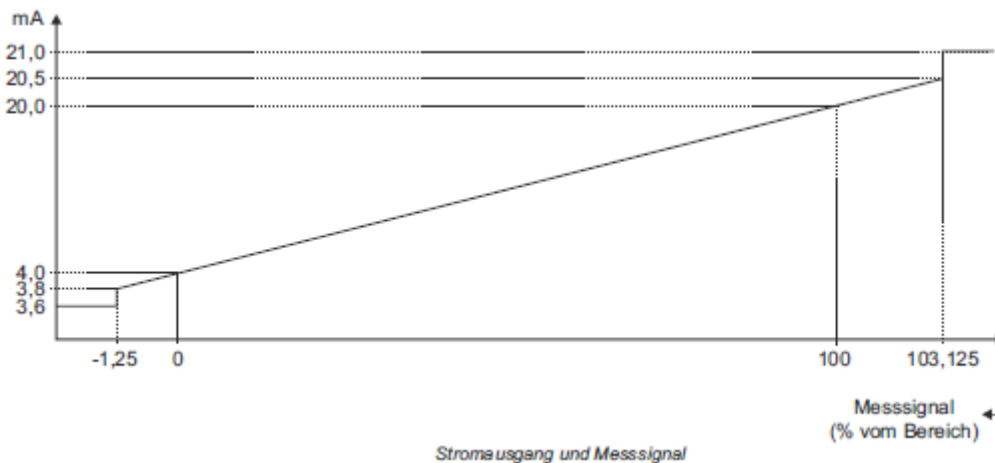 mA
21,0
20,5
20,0
4,0
3,8
3,6
-1,25 0 100 103,125
Messsignal
(% vom Bereich)
Stromausgang und Messsignal